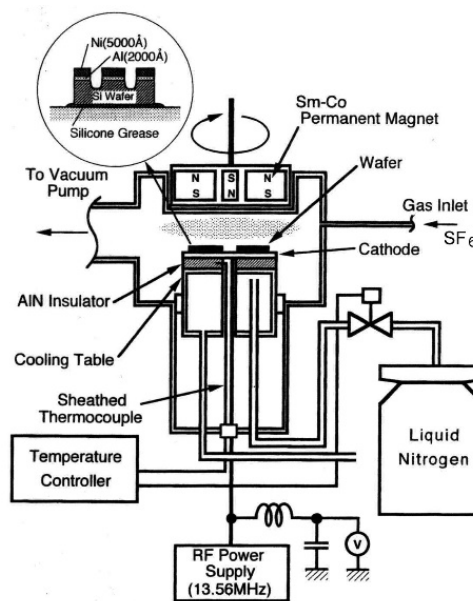 Ni(5000Å)
Al(2000Å)
Si Wafer
Silicone Grease
Sm-Co
Permanent Magnet
To Vacuum
Pump
N S N
S N S
Wafer
Gas Inlet
SF6
Cathode
AlN Insulator
Cooling Table
Sheathed
Thermocouple
Temperature
Controller
Liquid
Nitrogen
V
RF Power
Supply
(13.56MHz)